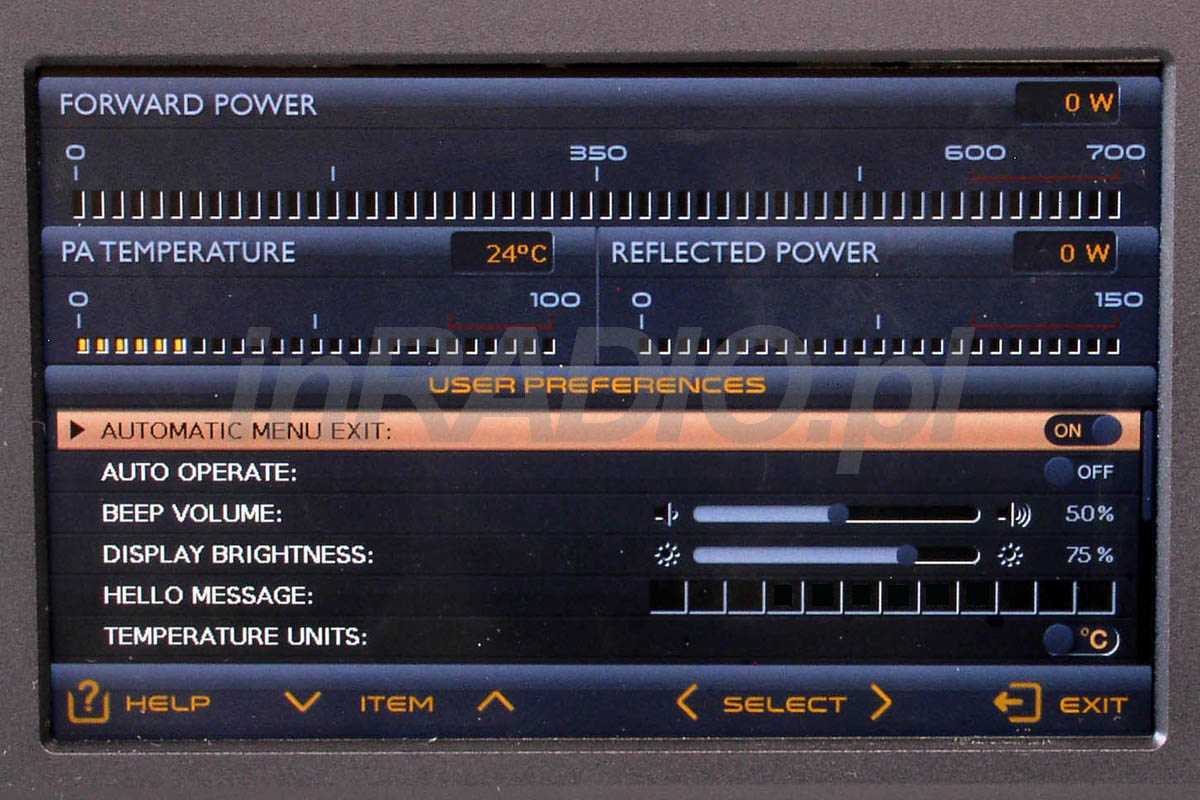 FORWARD POWER 0 W
0 350 600 700
PA TEMPERATURE 24ºC REFLECTED POWER 0 W
0 100 0 150
inRADIO.pl
USER PREFERENCES
AUTOMATIC MENU EXIT: ON
AUTO OPERATE: OFF
BEEP VOLUME: 50%
DISPLAY BRIGHTNESS: 75%
HELLO MESSAGE:
TEMPERATURE UNITS: °C
? HELP ITEM SELECT EXIT